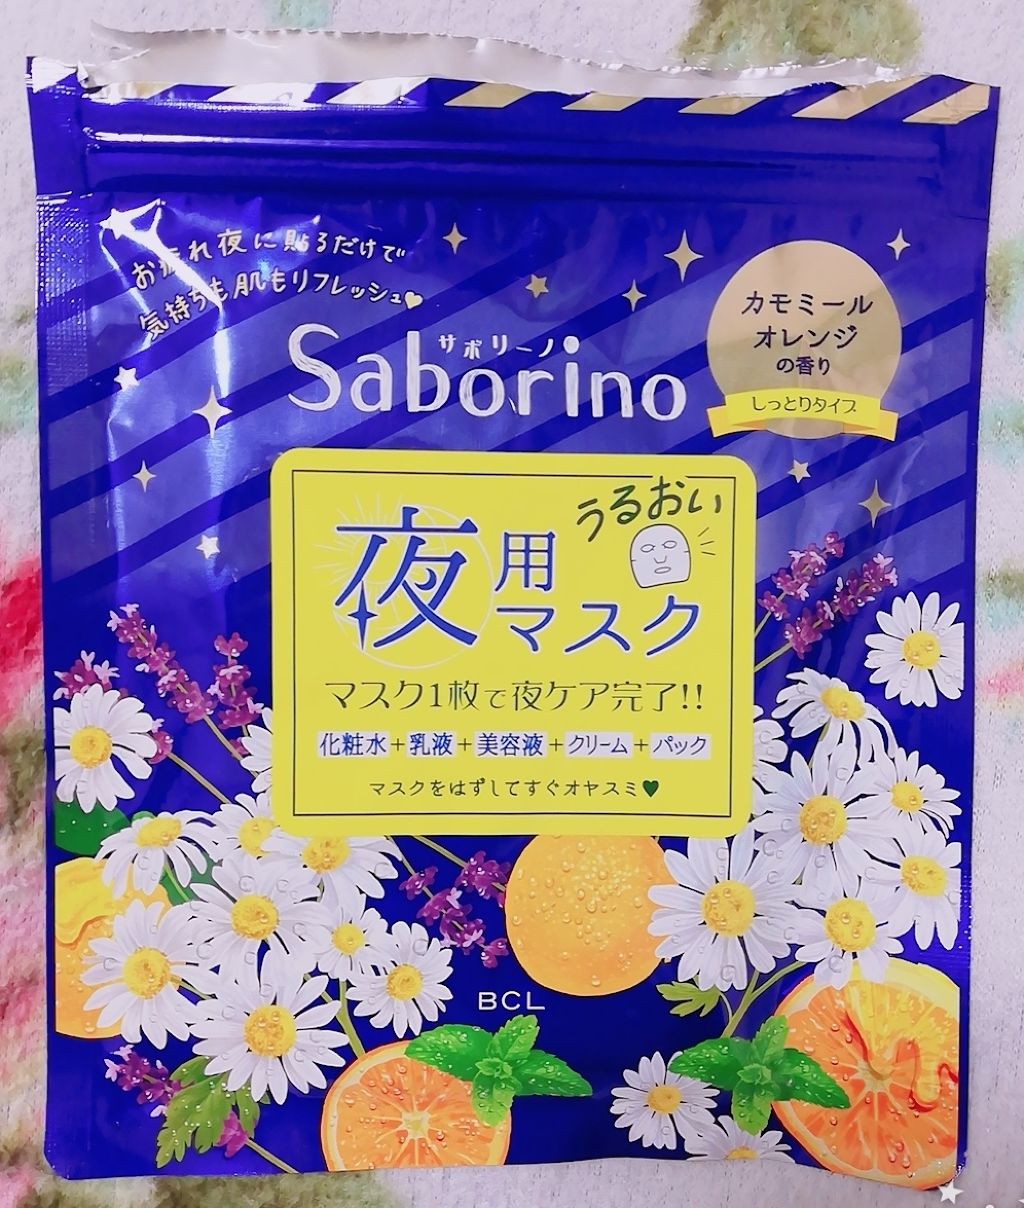 お疲れ夜に貼るだけで
気持ちも肌もリフレッシュ♥
サボリーノ
Saborino
カモミール
オレンジ
の香り
しっとりタイプ
うるおい
夜用
マスク
マスク1枚で夜ケア完了!!
化粧水+乳液+美容液+クリーム+パック
マスクをはずしてすぐオヤスミ♥
BCL